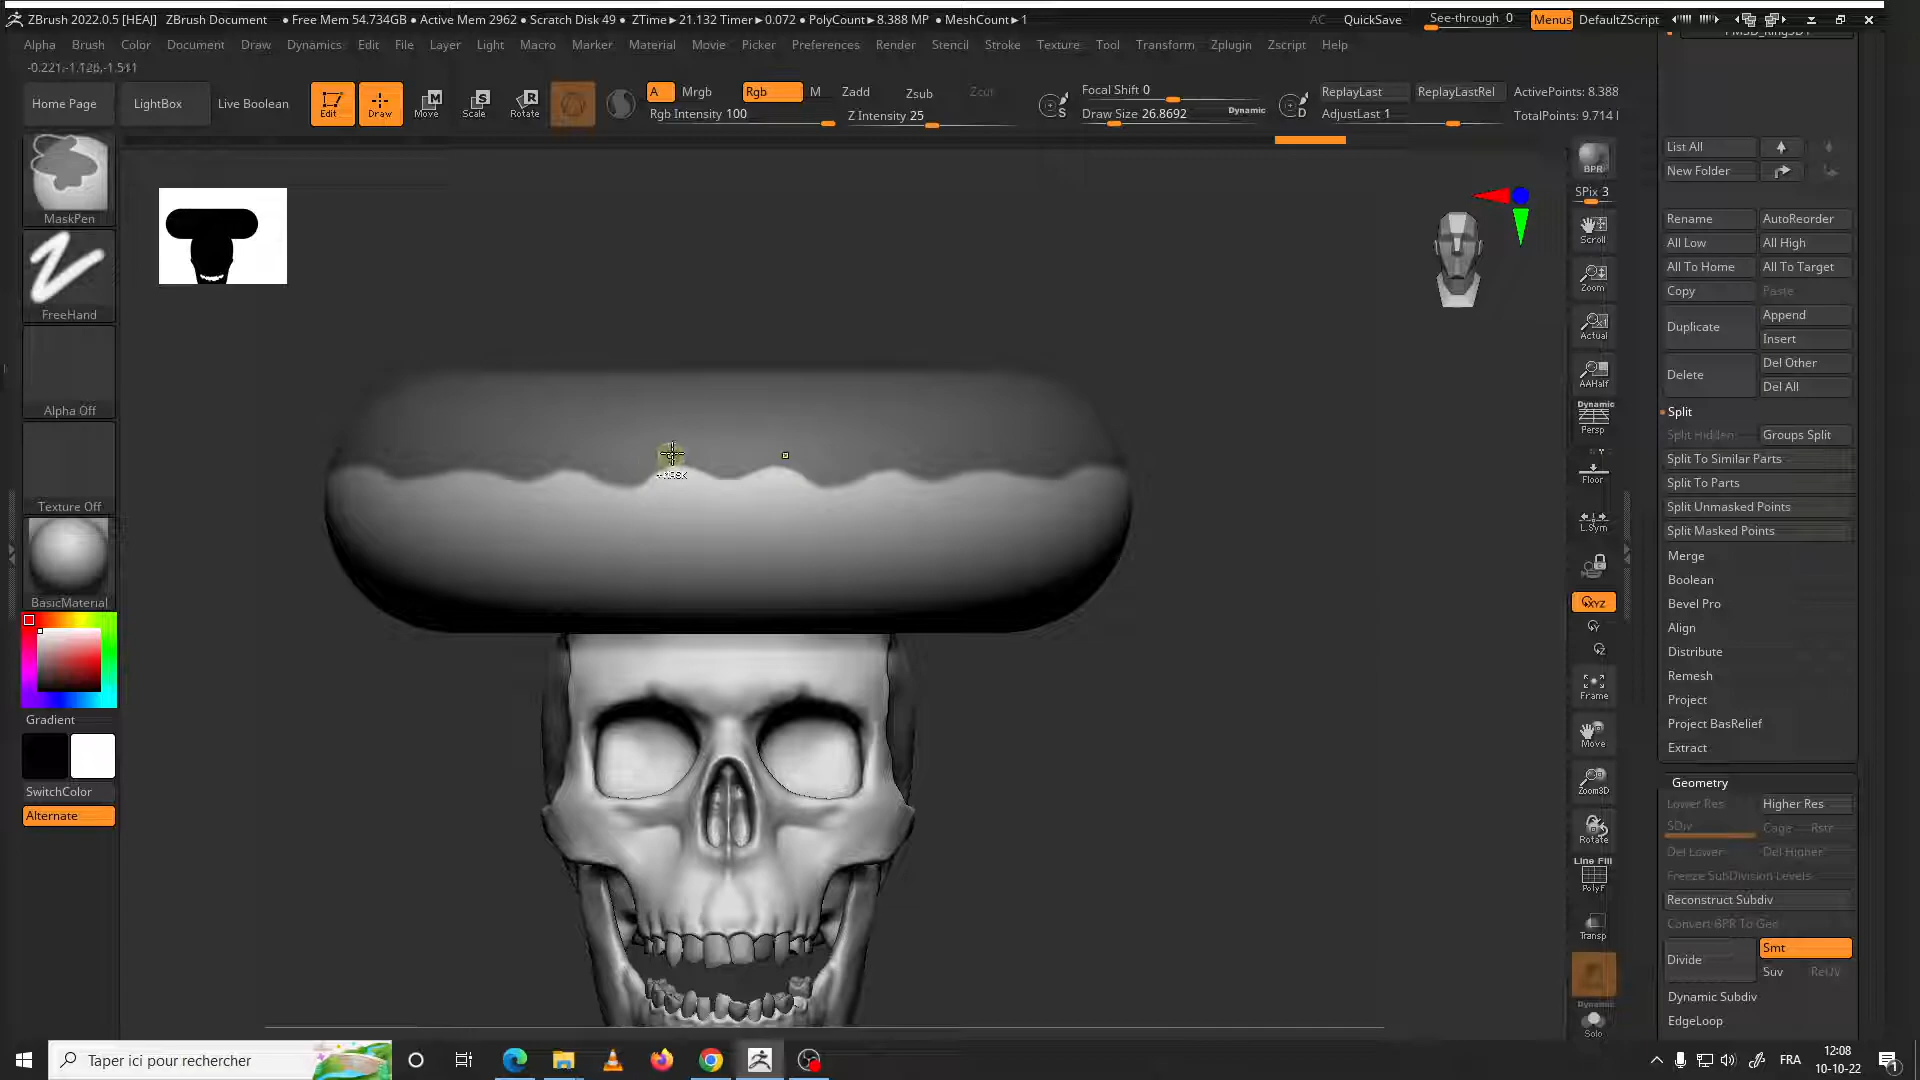 ZBrush 2022.0.5 [HEAJ] ZBrush Document • Free Mem 54.734GB • Active Mem 2962 • Scratch Disk 49 • ZTime▸21.132 Timer▸0.072 • PolyCount▸8.388 MP • MeshCount▸1 AC QuickSave See-through 0 Menus DefaultZScript
Alpha Brush Color Document Draw Dynamics Edit File Layer Light Macro Marker Material Movie Picker Preferences Render Stencil Stroke Texture Tool Transform Zplugin Zscript Help
-0.221,-1.126,-1.511
Home Page LightBox Live Boolean Edit Draw Move Scale Rotate A Mrgb Rgb M Zadd Zsub Zcut Focal Shift 0 ReplayLast ReplayLastRel ActivePoints: 8.388
Rgb Intensity 100 Z Intensity 25 Draw Size 26.8692 Dynamic AdjustLast 1 TotalPoints: 9.714
MaskPen
FreeHand
Alpha Off
Texture Off
BasicMaterial
Gradient
SwitchColor
Alternate
+MASK
BPR
SPix 3
Scroll
Zoom
Actual
AAHalf
Dynamic
Persp
Floor
L.Sym
XYZ
Frame
Move
Zoom3D
Rotate
Line Fill
PolyF
Transp
Dynamic
Solo
List All
New Folder
Rename AutoReorder
All Low All High
All To Home All To Target
Copy Paste
Duplicate Append
Insert
Delete Del Other
Del All
Split
Split Hidden Groups Split
Split To Similar Parts
Split To Parts
Split Unmasked Points
Split Masked Points
Merge
Boolean
Bevel Pro
Align
Distribute
Remesh
Project
Project BasRelief
Extract
Geometry
Lower Res Higher Res
SDiv Cage Rstr
Del Lower Del Higher
Freeze SubDivision Levels
Reconstruct Subdiv
Convert BPR To Geo
Divide Smt
Suv ReUV
Dynamic Subdiv
EdgeLoop
Taper ici pour rechercher
FRA
12:08
10-10-22
1